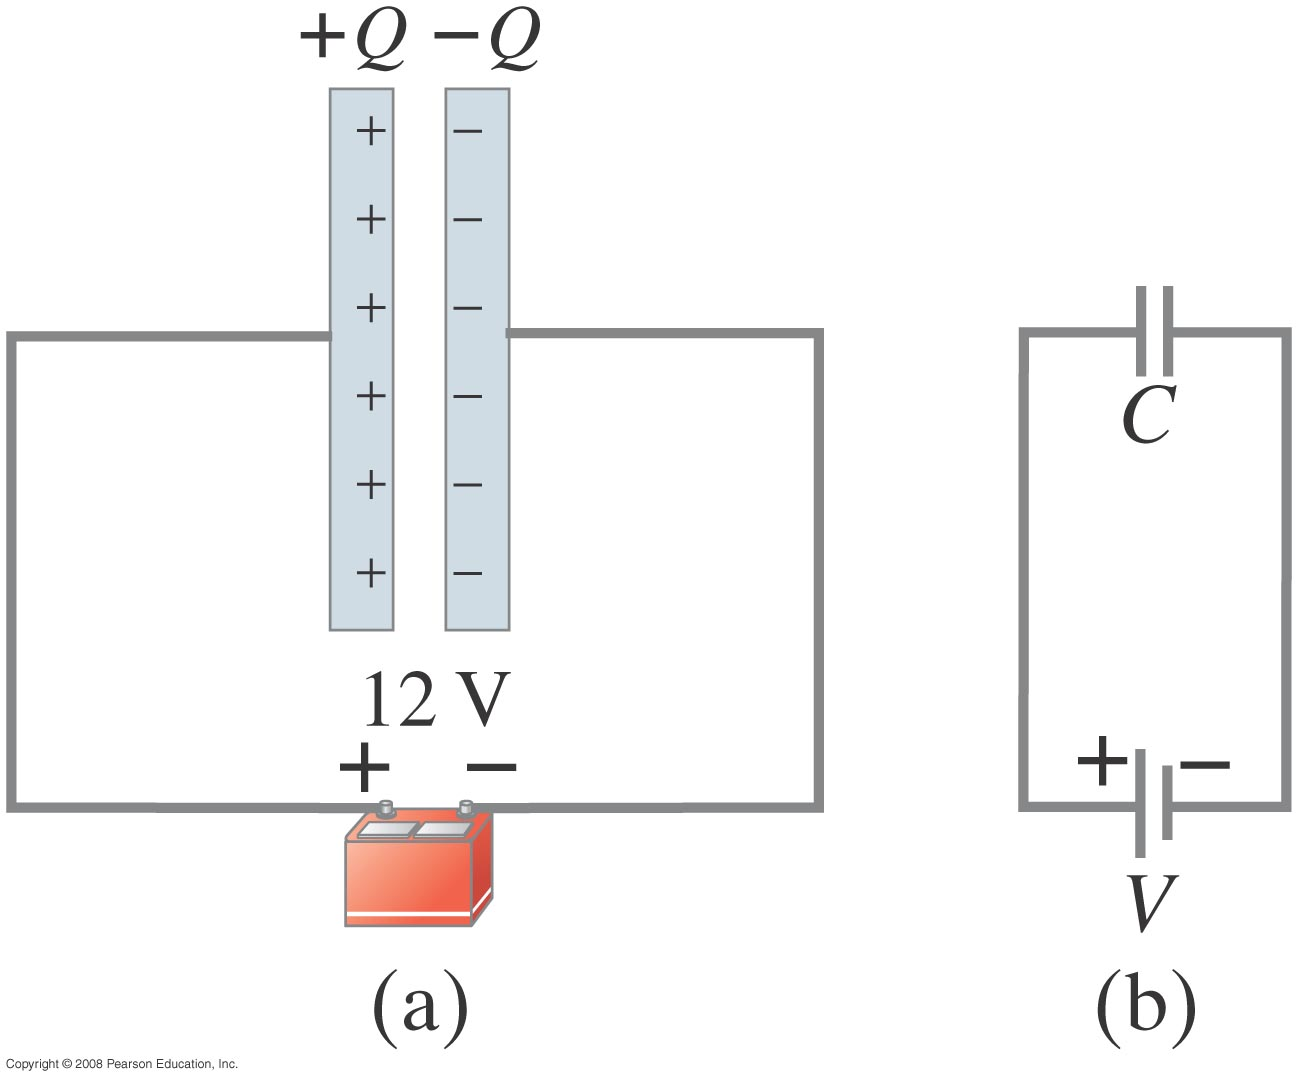 +Q −Q
+ −
+ −
+ −
+ −
+ −
+ −
C
12 V
+ −
+ −
V
(a) (b)
Copyright © 2008 Pearson Education, Inc.